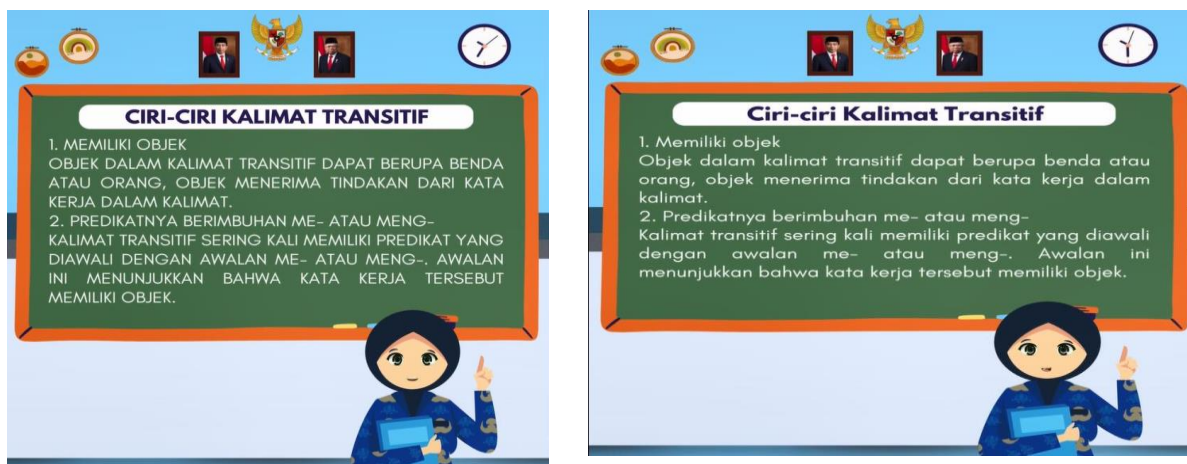 CIRI-CIRI KALIMAT TRANSITIF
1. MEMILIKI OBJEK
OBJEK DALAM KALIMAT TRANSITIF DAPAT BERUPA BENDA
ATAU ORANG, OBJEK MENERIMA TINDAKAN DARI KATA
KERJA DALAM KALIMAT.
2. PREDIKATNYA BERIMBUHAN ME- ATAU MENG-
KALIMAT TRANSITIF SERING KALI MEMILIKI PREDIKAT YANG
DIAWALI DENGAN AWALAN ME- ATAU MENG-. AWALAN
INI MENUNJUKKAN BAHWA KATA KERJA TERSEBUT
MEMILIKI OBJEK.
Ciri-ciri Kalimat Transitif
1. Memiliki objek
Objek dalam kalimat transitif dapat berupa benda atau
orang, objek menerima tindakan dari kata kerja dalam
kalimat.
2. Predikatnya berimbuhan me- atau meng-
Kalimat transitif sering kali memiliki predikat yang diawali
dengan awalan me- atau meng-. Awalan ini
menunjukkan bahwa kata kerja tersebut memiliki objek.